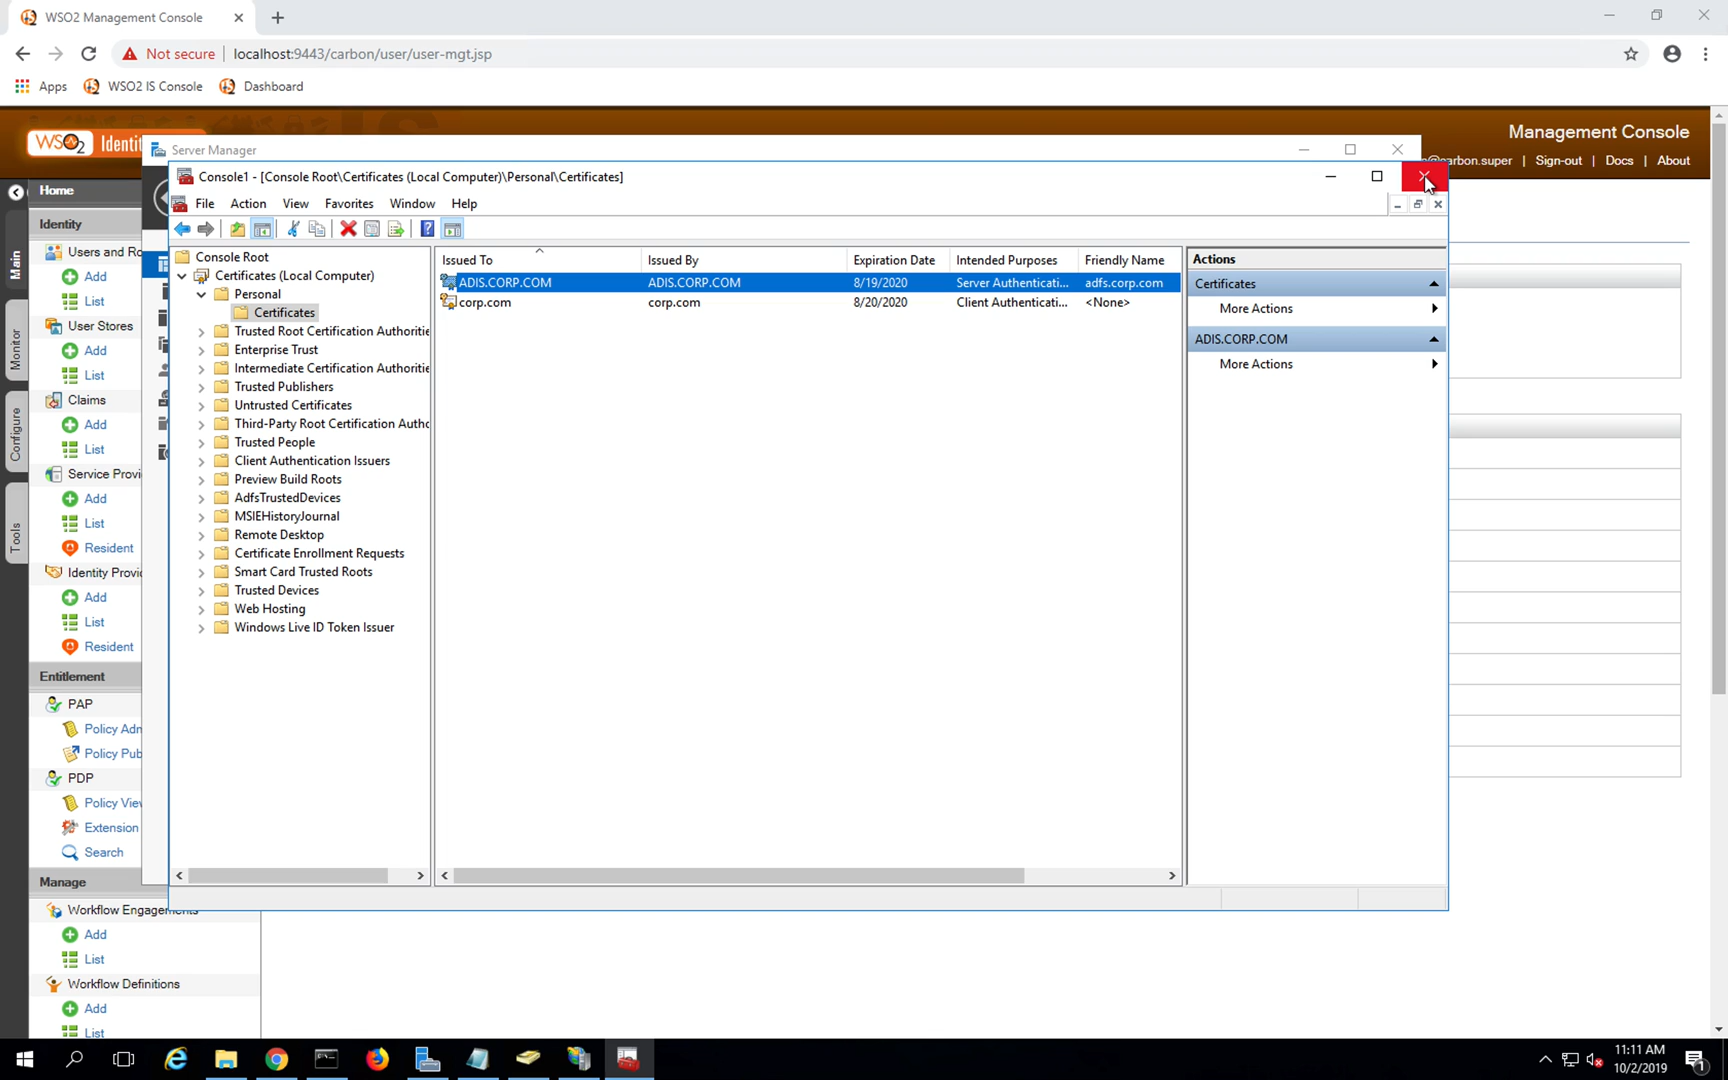 WSO2 Management Console
Not secure
localhost:9443/carbon/user/user-mgt.jsp
Apps
WSO2 IS Console
Dashboard
WSO2
Identi
Management Console
@carbon.super | Sign-out | Docs | About
Server Manager
Console1 - [Console Root\Certificates (Local Computer)\Personal\Certificates]
File Action View Favorites Window Help
Home
Identity
Users and Ro
Add
List
User Stores
Add
List
Claims
Add
List
Service Provi
Add
List
Resident
Identity Provi
Add
List
Resident
Entitlement
PAP
Policy Adm
Policy Pub
PDP
Policy View
Extension
Search
Manage
Workflow Engagements
Add
List
Workflow Definitions
Add
List
Main
Monitor
Configure
Tools
Console Root
Certificates (Local Computer)
Personal
Certificates
Trusted Root Certification Authoritie
Enterprise Trust
Intermediate Certification Authoritie
Trusted Publishers
Untrusted Certificates
Third-Party Root Certification Autho
Trusted People
Client Authentication Issuers
Preview Build Roots
AdfsTrustedDevices
MSIEHistoryJournal
Remote Desktop
Certificate Enrollment Requests
Smart Card Trusted Roots
Trusted Devices
Web Hosting
Windows Live ID Token Issuer
Issued To Issued By Expiration Date Intended Purposes Friendly Name
ADIS.CORP.COM ADIS.CORP.COM 8/19/2020 Server Authenticati... adfs.corp.com
corp.com corp.com 8/20/2020 Client Authenticati... <None>
Actions
Certificates
More Actions
ADIS.CORP.COM
More Actions
11:11 AM
10/2/2019
1